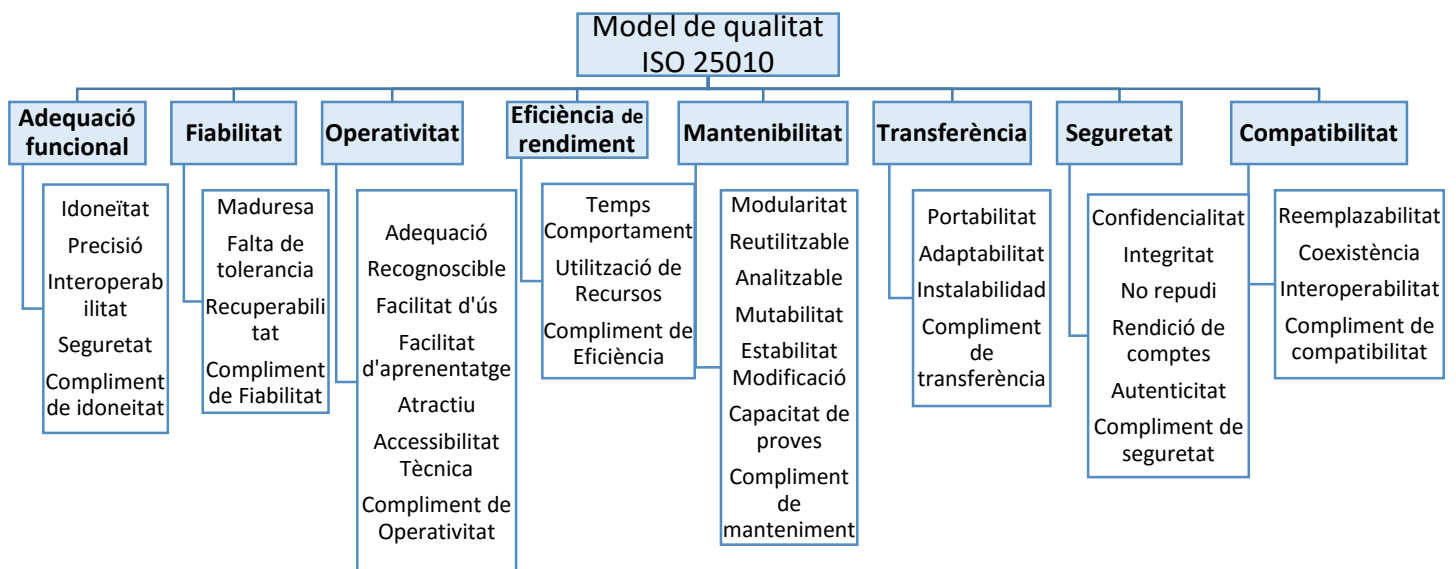 Model de qualitat
ISO 25010
Adequació
funcional
Fiabilitat
Operativitat
Eficiència de
rendiment
Mantenibilitat
Transferència
Seguretat
Compatibilitat
Idoneïtat
Precisió
Interoperab
ilitat
Seguretat
Compliment
de idoneitat
Maduresa
Falta de
tolerancia
Recuperabili
tat
Compliment
de Fiabilitat
Adequació
Recognoscible
Facilitat d'ús
Facilitat
d'aprenentatge
Atractiu
Accessibilitat
Tècnica
Compliment de
Operativitat
Temps
Comportament
Utilització de
Recursos
Compliment de
Eficiència
Modularitat
Reutilitzable
Analitzable
Mutabilitat
Estabilitat
Modificació
Capacitat de
proves
Compliment
de
manteniment
Portabilitat
Adaptabilitat
Instalabilidad
Compliment
de
transferència
Confidencialitat
Integritat
No repudi
Rendició de
comptes
Autenticitat
Compliment de
seguretat
Reemplazabilitat
Coexistència
Interoperabilitat
Compliment de
compatibilitat